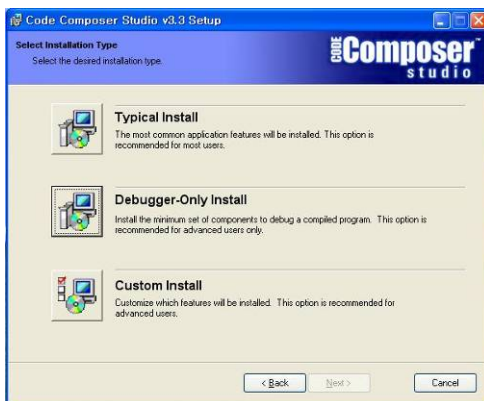 Code Composer Studio v3.3 Setup
Select Installation Type
Select the desired installation type.
CODE Composer™
studio
Typical Install
The most common application features will be installed. This option is
recommended for most users.
Debugger-Only Install
Install the minimum set of components to debug a compiled program. This option is
recommended for advanced users only.
Custom Install
Customize which features will be installed. This option is recommended for
advanced users.
< Back
Next >
Cancel